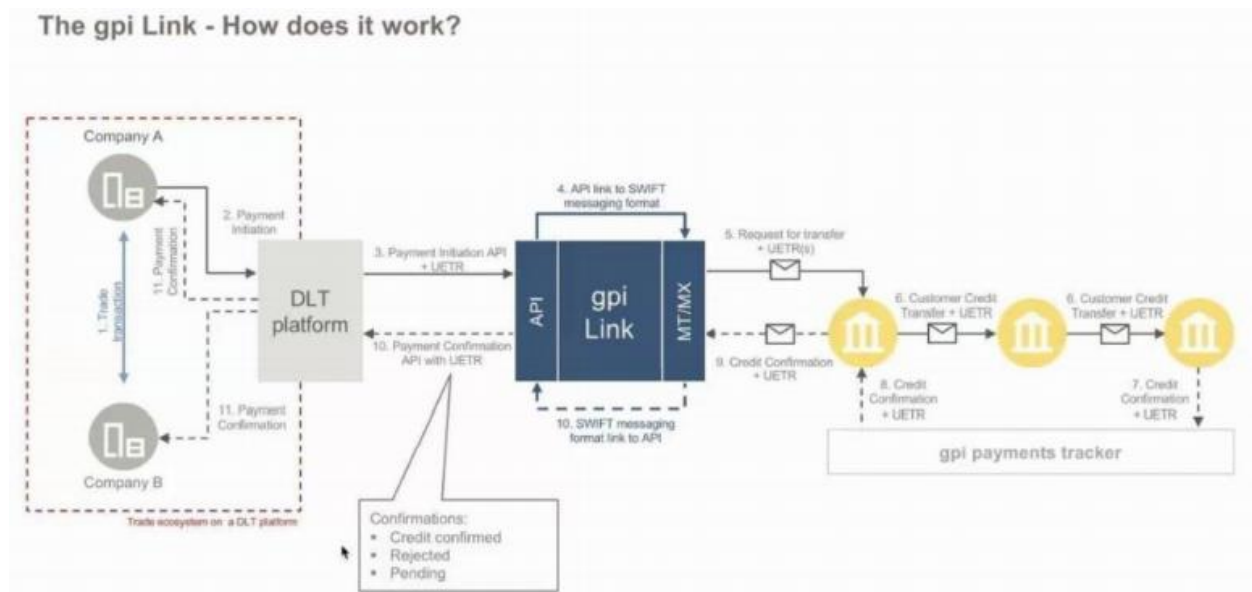 The gpi Link - How does it work?
Company A
2. Payment
Initiation
11. Payment
Confirmation
1. Trade
transaction
DLT
platform
11. Payment
Confirmation
Company B
Trade ecosystem on a DLT platform
3. Payment Initiation API
+ UETR
10. Payment Confirmation
API with UETR
4. API link to SWIFT
messaging format
API
gpi
Link
MT/MX
10. SWIFT messaging
format link to API
5. Request for transfer
+ UETR(s)
6. Customer Credit
Transfer + UETR
6. Customer Credit
Transfer + UETR
9. Credit Confirmation
+ UETR
8. Credit
Confirmation
+ UETR
7. Credit
Confirmation
+ UETR
gpi payments tracker
Confirmations:
• Credit confirmed
• Rejected
• Pending